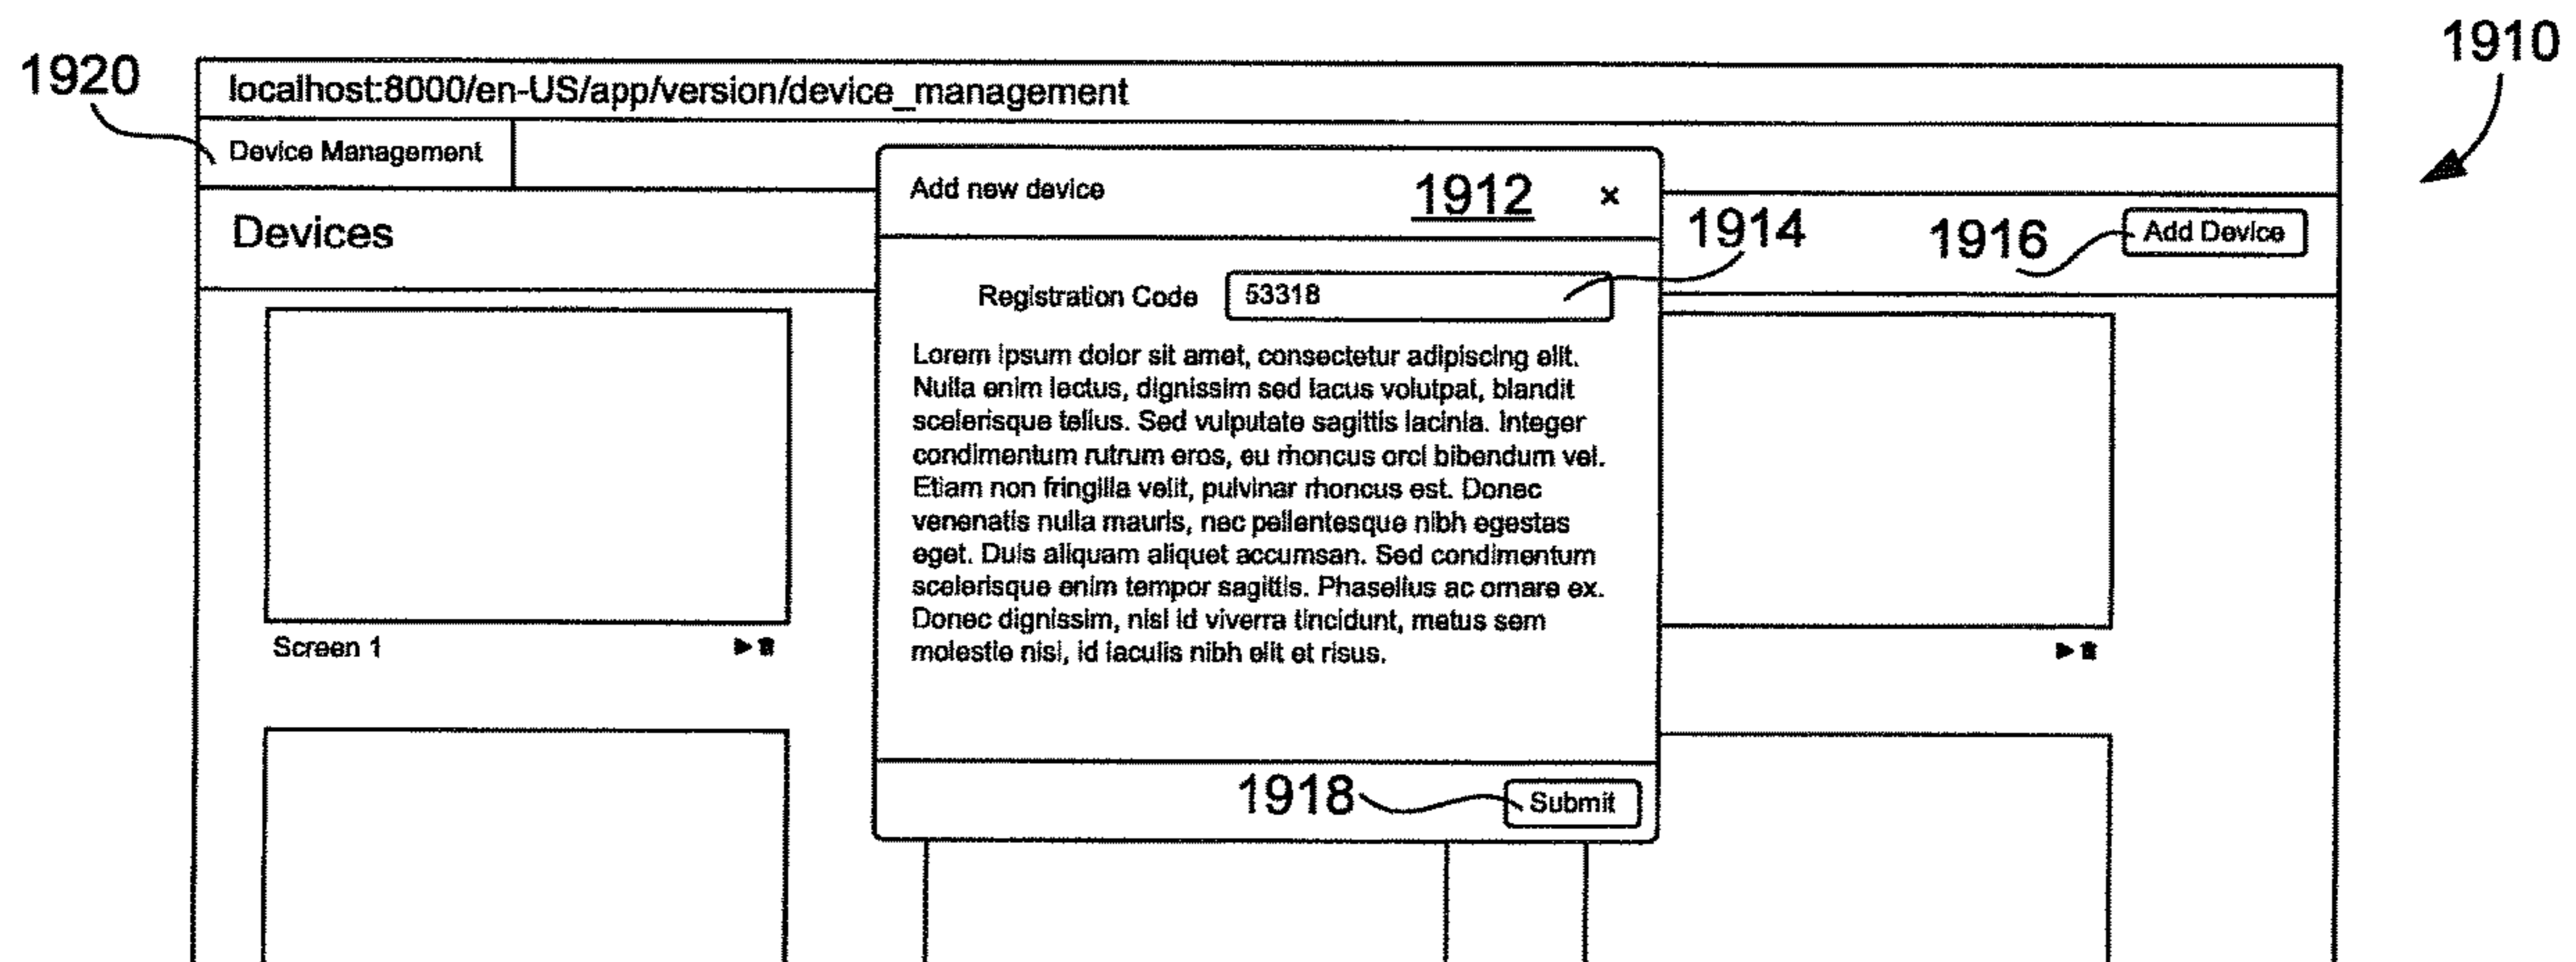 1910
1920
localhost:8000/en-US/app/version/device_management
Device Management
Add new device 1912 ×
Devices
1914
1916 Add Device
Registration Code 53318
Lorem ipsum dolor sit amet, consectetur adipiscing elit.
Nulla enim lectus, dignissim sed lacus volutpat, blandit
scelerisque tellus. Sed vulputate sagittis lacinia. Integer
condimentum rutrum eros, eu rhoncus orci bibendum vel.
Etiam non fringilla velit, pulvinar rhoncus est. Donec
venenatis nulla mauris, nec pellentesque nibh egestas
eget. Duis aliquam aliquet accumsan. Sed condimentum
scelerisque enim tempor sagittis. Phasellus ac ornare ex.
Donec dignissim, nisl id viverra tincidunt, metus sem
molestie nisi, id iaculis nibh elit et risus.
Screen 1
1918 Submit